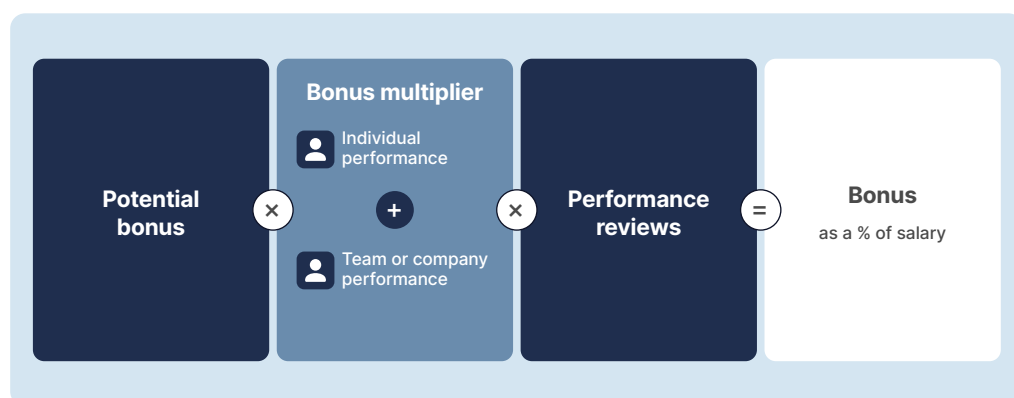 Potential
bonus
×
Bonus multiplier
Individual
performance
+
Team or company
performance
×
Performance
reviews
=
Bonus
as a % of salary